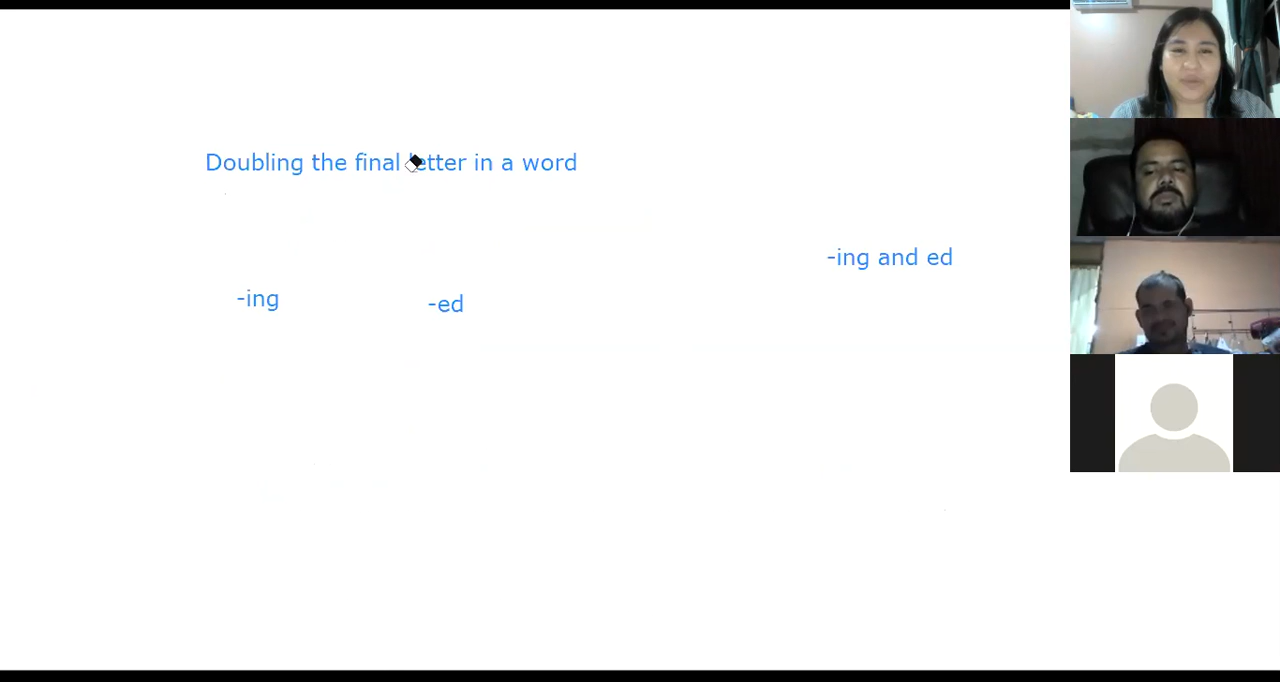 Doubling the final letter in a word
-ing and ed
-ing
-ed